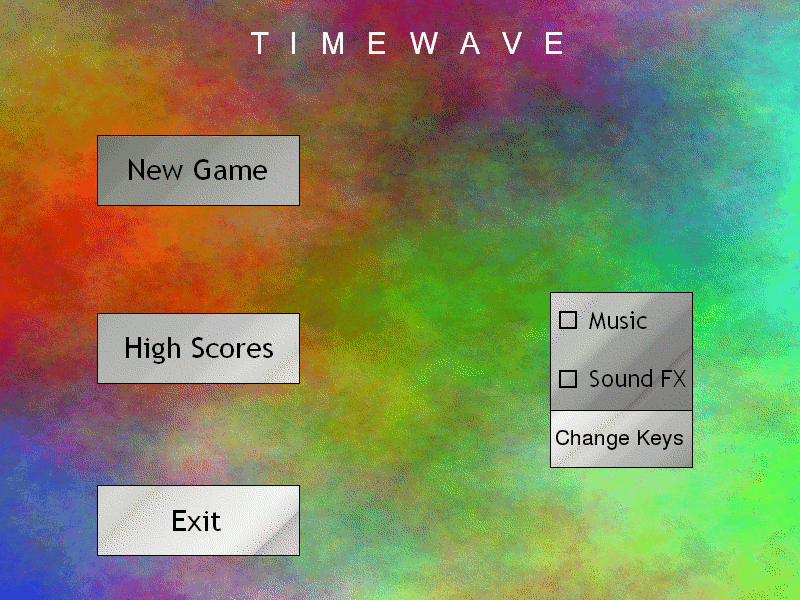 T I M E W A V E
New Game
High Scores
Exit
Music
Sound FX
Change Keys